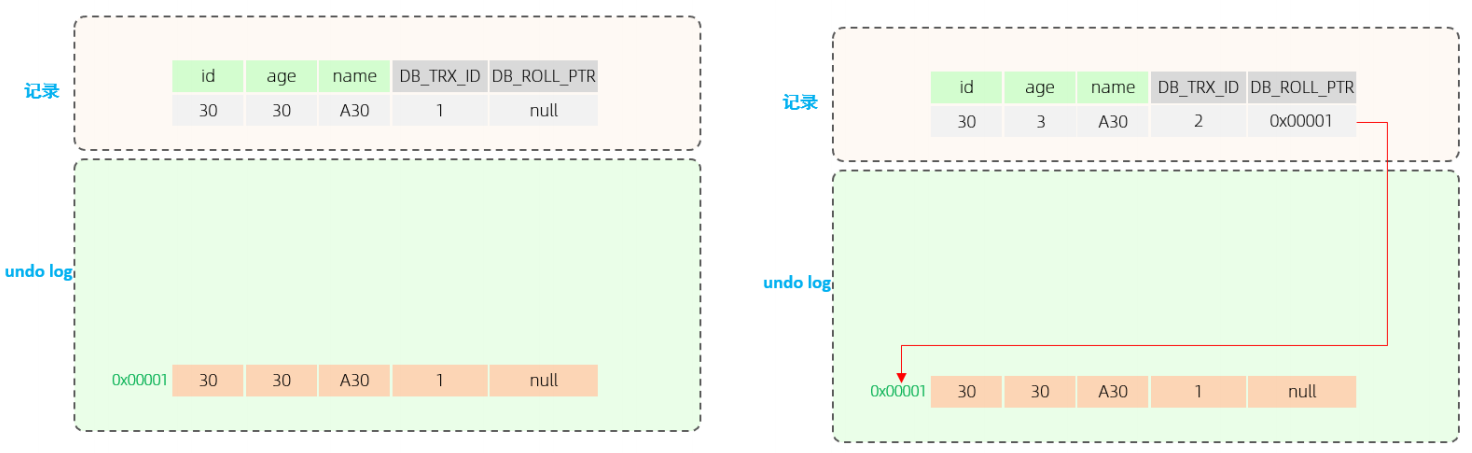 记录
id age name DB_TRX_ID DB_ROLL_PTR
30 30 A30 1 null
undo log
0x00001 30 30 A30 1 null
记录
id age name DB_TRX_ID DB_ROLL_PTR
30 3 A30 2 0x00001
undo log
0x00001 30 30 A30 1 null